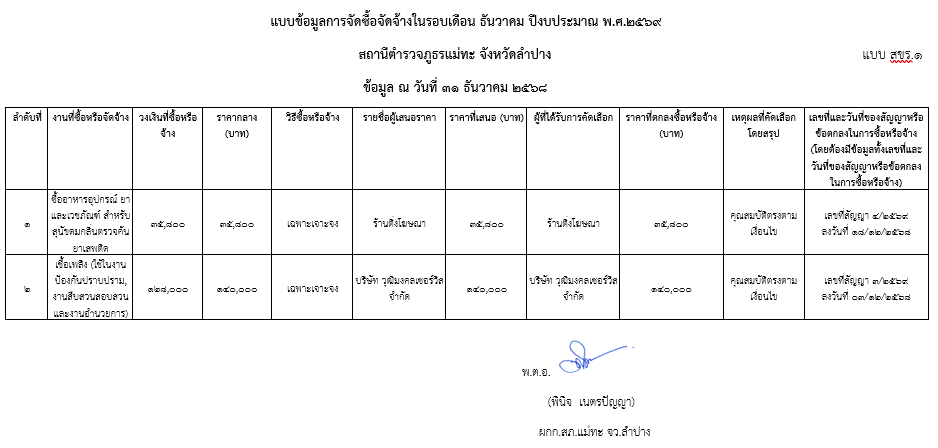 แบบข้อมูลการจัดซื้อจัดจ้างในรอบเดือน ธันวาคม ปีงบประมาณ พ.ศ.๒๕๖๙
สถานีตำรวจภูธรแม่ทะ จังหวัดลำปาง
แบบ สขร.๑
ข้อมูล ณ วันที่ ๓๑ ธันวาคม ๒๕๖๘
ลำดับที่ งานที่ซื้อหรือจัดจ้าง วงเงินที่ซื้อหรือ ราคากลาง วิธีซื้อหรือจ้าง รายชื่อผู้เสนอราคา ราคาที่เสนอ (บาท) ผู้ที่ได้รับการคัดเลือก ราคาที่ตกลงซื้อหรือจ้าง เหตุผลที่คัดเลือก เลขที่และวันที่ของสัญญาหรือ
จ้าง (บาท) (บาท) โดยสรุป ข้อตกลงในการซื้อหรือจ้าง
(โดยต้องมีข้อมูลทั้งเลขที่และ
วันที่ของสัญญาหรือข้อตกลง
ในการซื้อหรือจ้าง)
ซื้ออาหารอุปกรณ์ ยา
และเวชภัณฑ์ สำหรับ
สุนัขดมกลิ่นตรวจค้น
ยาเสพติด
๑ ๓๕,๘๐๐ ๓๕,๘๐๐ เฉพาะเจาะจง ร้านติ่งโฆษณา ๓๕,๘๐๐ ร้านติ่งโฆษณา ๓๕,๘๐๐
คุณสมบัติตรงตาม เลขที่สัญญา ๔/๒๕๖๙
เงื่อนไข ลงวันที่ ๑๘/๑๒/๒๕๖๘
เชื้อเพลิง (ใช้ในงาน
ป้องกันปราบปราม,
งานสืบสวนสอบสวน
และงานอำนวยการ)
๒ ๑๒๘,๐๐๐ ๑๔๐,๐๐๐ เฉพาะเจาะจง
บริษัท วุฒิมงคลเซอร์วิส
จำกัด
๑๔๐,๐๐๐
บริษัท วุฒิมงคลเซอร์วิส
จำกัด
๑๔๐,๐๐๐
คุณสมบัติตรงตาม เลขที่สัญญา ๓/๒๕๖๙
เงื่อนไข ลงวันที่ ๐๓/๑๒/๒๕๖๘
พ.ต.อ.
(พินิจ เนตรปัญญา)
ผกก.สภ.แม่ทะ จว.ลำปาง